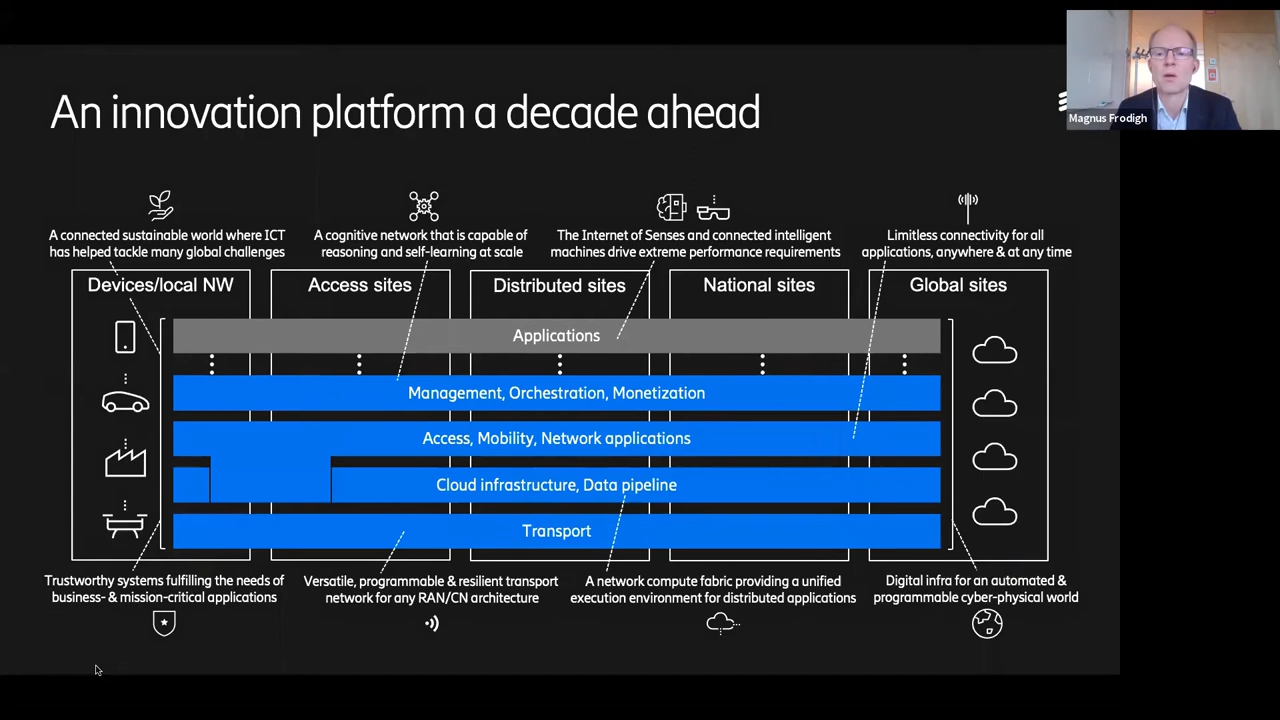 An innovation platform a decade ahead
Magnus Frodigh
A connected sustainable world where ICT
has helped tackle many global challenges
A cognitive network that is capable of
reasoning and self-learning at scale
The Internet of Senses and connected intelligent
machines drive extreme performance requirements
Limitless connectivity for all
applications, anywhere & at any time
Devices/local NW
Access sites
Distributed sites
National sites
Global sites
Applications
Management, Orchestration, Monetization
Access, Mobility, Network applications
Cloud infrastructure, Data pipeline
Transport
Trustworthy systems fulfilling the needs of
business- & mission-critical applications
Versatile, programmable & resilient transport
network for any RAN/CN architecture
A network compute fabric providing a unified
execution environment for distributed applications
Digital infra for an automated &
programmable cyber-physical world